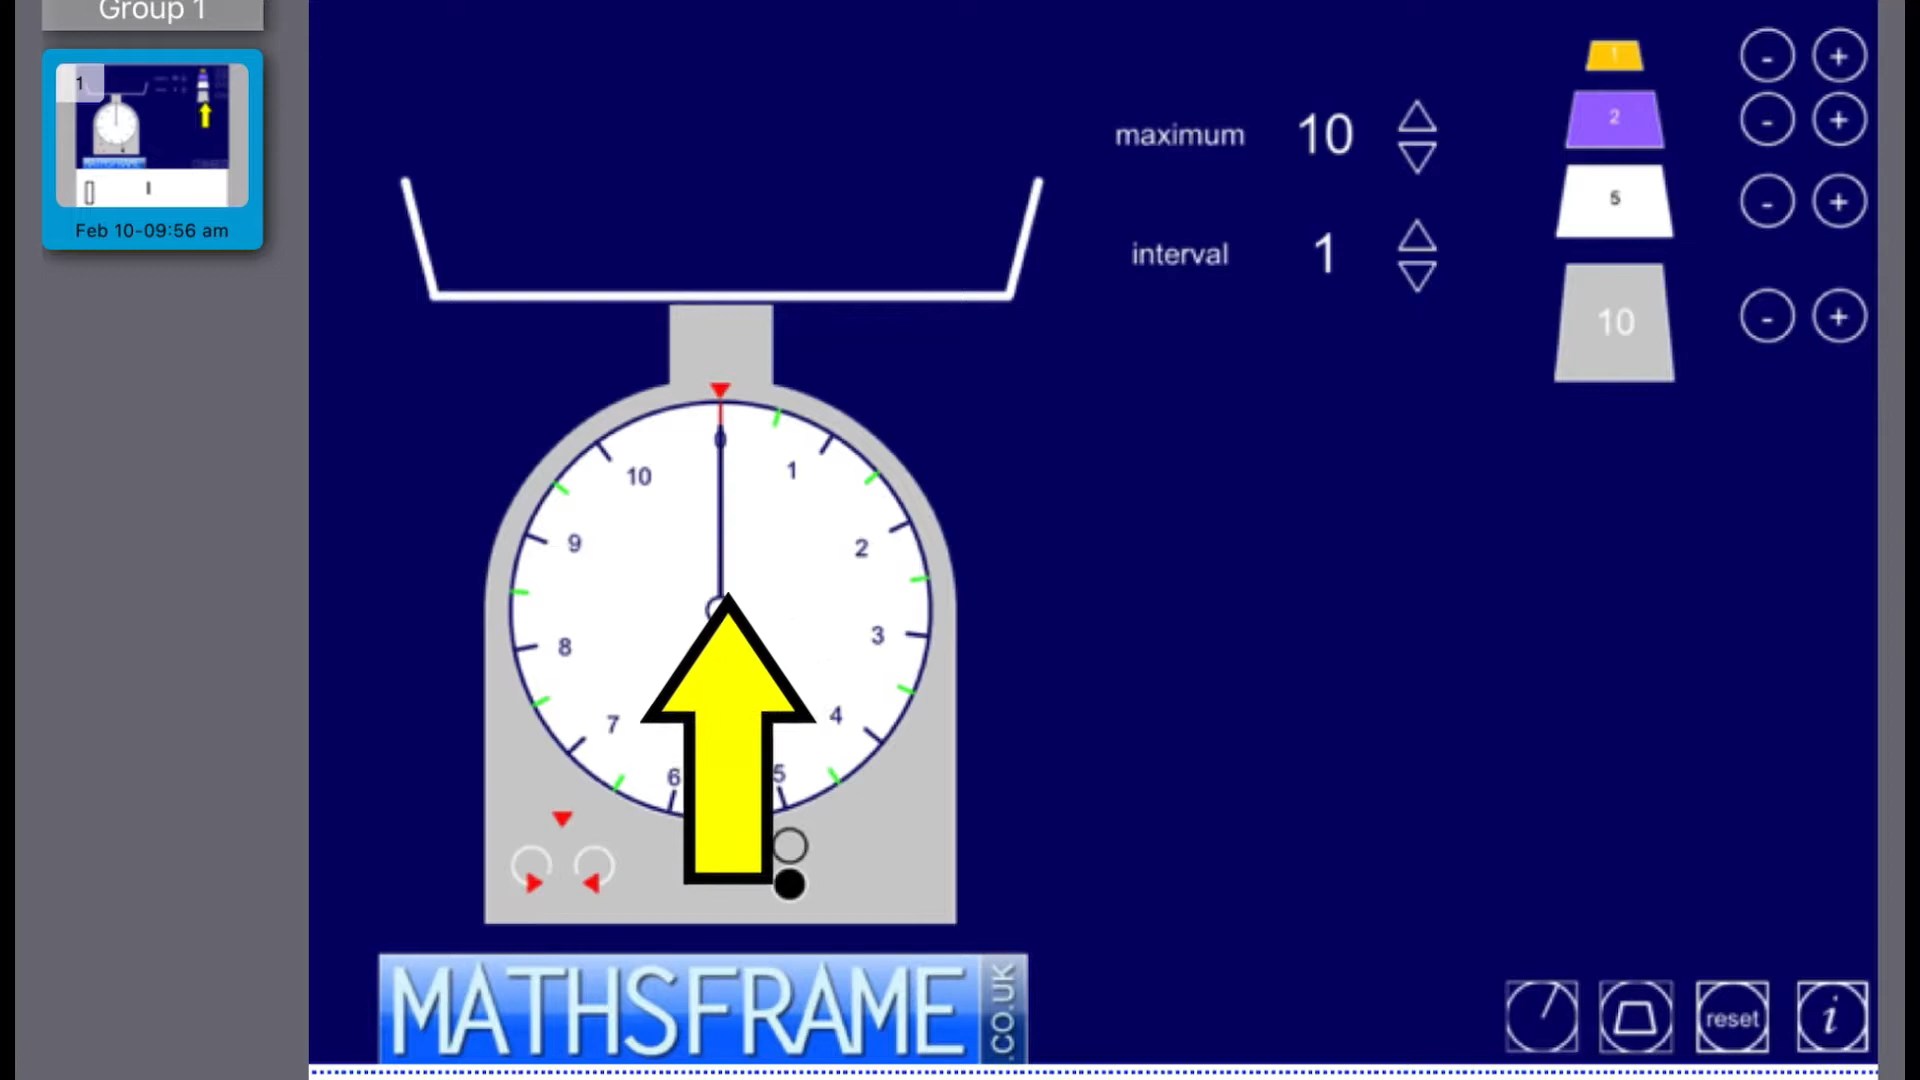 Group 1
1
Feb 10-09:56 am
maximum 10
interval 1
1 - +
2 - +
5 - +
10 - +
0
1
2
3
4
5
6
7
8
9
10
MATHSFRAME .CO.UK
reset i